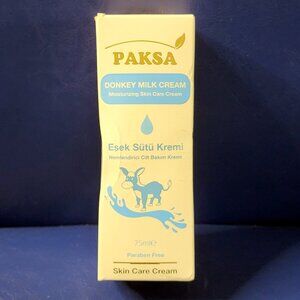 PAKSA
DONKEY MILK CREAM
Moisturizing Skin Care Cream
Eşek Sütü Kremi
Nemlendirici Cilt Bakım Kremi
75ml℮
Paraben Free
Skin Care Cream